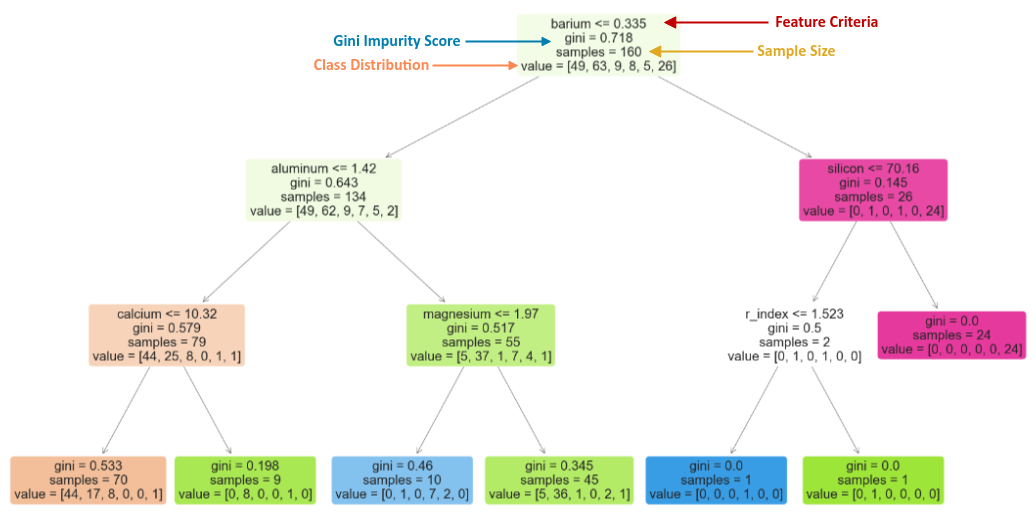 barium <= 0.335
Feature Criteria
Gini Impurity Score
gini = 0.718
samples = 160
Sample Size
Class Distribution
value = [49, 63, 9, 8, 5, 26]
aluminum <= 1.42
gini = 0.643
samples = 134
value = [49, 62, 9, 7, 5, 2]
silicon <= 70.16
gini = 0.145
samples = 26
value = [0, 1, 0, 1, 0, 24]
calcium <= 10.32
gini = 0.579
samples = 79
value = [44, 25, 8, 0, 1, 1]
magnesium <= 1.97
gini = 0.517
samples = 55
value = [5, 37, 1, 7, 4, 1]
r_index <= 1.523
gini = 0.5
samples = 2
value = [0, 1, 0, 1, 0, 0]
gini = 0.0
samples = 24
value = [0, 0, 0, 0, 0, 24]
gini = 0.533
samples = 70
value = [44, 17, 8, 0, 0, 1]
gini = 0.198
samples = 9
value = [0, 8, 0, 0, 1, 0]
gini = 0.46
samples = 10
value = [0, 1, 0, 7, 2, 0]
gini = 0.345
samples = 45
value = [5, 36, 1, 0, 2, 1]
gini = 0.0
samples = 1
value = [0, 0, 0, 1, 0, 0]
gini = 0.0
samples = 1
value = [0, 1, 0, 0, 0, 0]